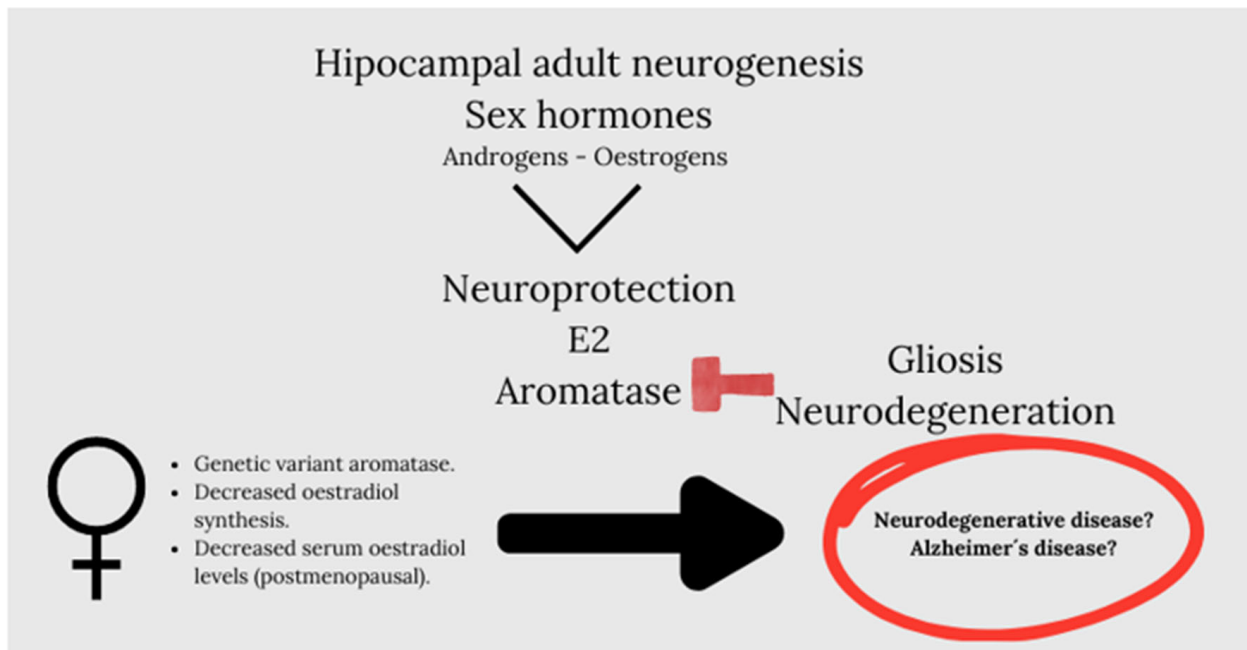 Hipocampal adult neurogenesis
Sex hormones
Androgens - Oestrogens
Neuroprotection
E2
Aromatase
Gliosis
Neurodegeneration
• Genetic variant aromatase.
• Decreased oestradiol
synthesis.
• Decreased serum oestradiol
levels (postmenopausal).
Neurodegenerative disease?
Alzheimer´s disease?